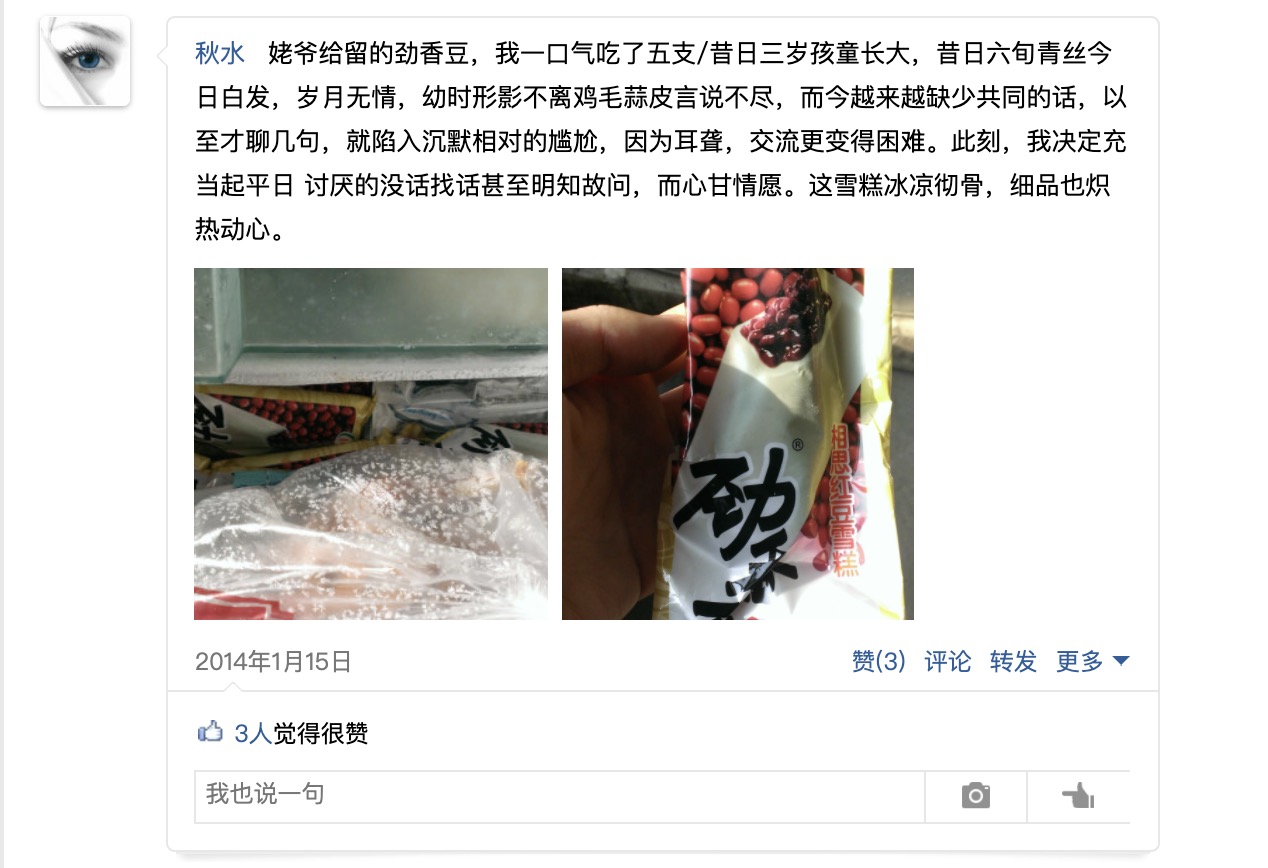 秋水 姥爷给留的劲香豆，我一口气吃了五支/昔日三岁孩童长大，昔日六旬青丝今
日白发，岁月无情，幼时形影不离鸡毛蒜皮言说不尽，而今越来越缺少共同的话，以
至才聊几句，就陷入沉默相对的尴尬，因为耳聋，交流更变得困难。此刻，我决定充
当起平日 讨厌的没话找话甚至明知故问，而心甘情愿。这雪糕冰凉彻骨，细品也炽
热动心。
劲
劲
劲
®
相思红豆雪糕
2014年1月15日
赞(3) 评论 转发 更多
3人觉得很赞
我也说一句